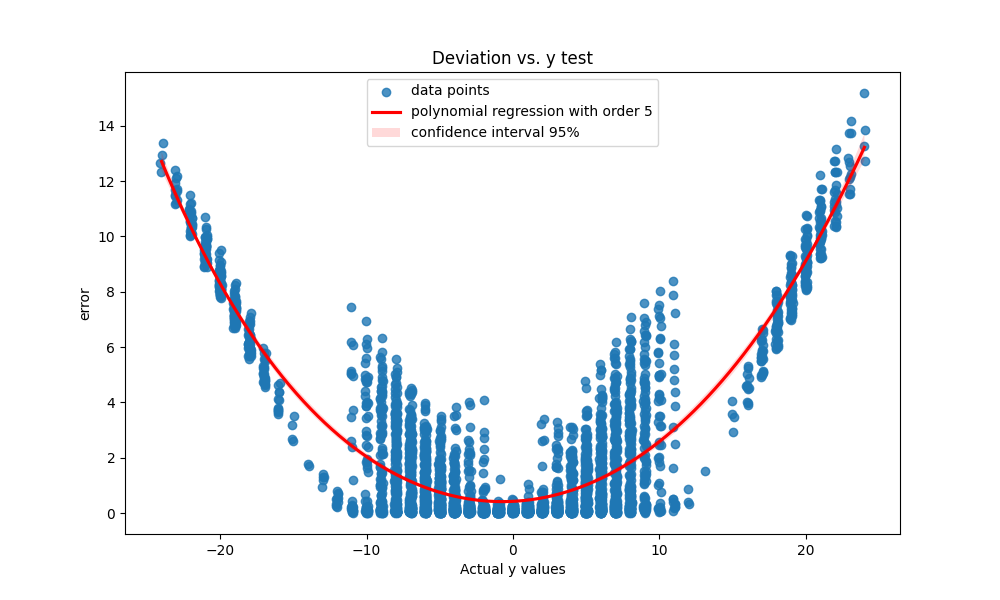 Deviation vs. y test
data points
polynomial regression with order 5
confidence interval 95%
error
14
12
10
8
6
4
2
0
−20
−10
0
10
20
Actual y values